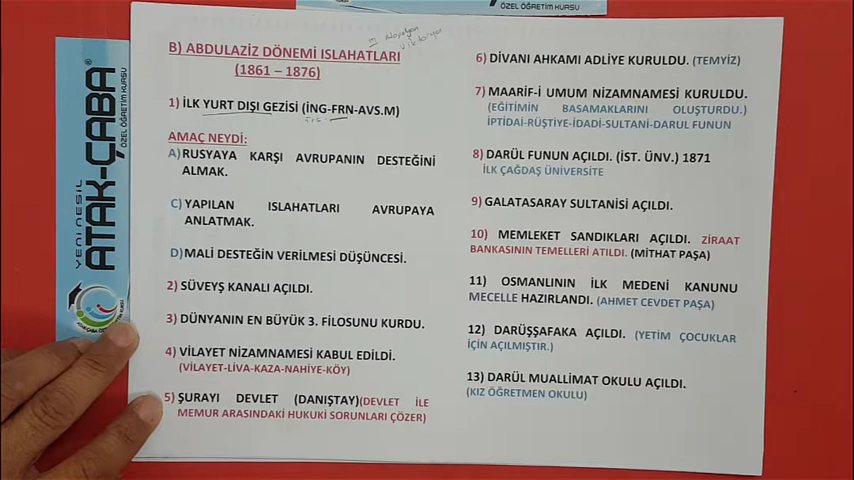 ÖZEL ÖĞRETİM KURSU
YENİ NESİL
ATAK-ÇABA®
ÖZEL ÖĞRETİM KURSU
B) ABDULAZİZ DÖNEMİ ISLAHATLARI
(1861 – 1876)
III Napolyon
Viktorya
1) İLK YURT DIŞI GEZİSİ (İNG-FRN-AVS.M)
AMAÇ NEYDİ:
A) RUSYAYA KARŞI AVRUPANIN DESTEĞİNİ
ALMAK.
C) YAPILAN ISLAHATLARI AVRUPAYA
ANLATMAK.
D) MALİ DESTEĞİN VERİLMESİ DÜŞÜNCESİ.
2) SÜVEYŞ KANALI AÇILDI.
3) DÜNYANIN EN BÜYÜK 3. FİLOSUNU KURDU.
4) VİLAYET NİZAMNAMESİ KABUL EDİLDİ.
(VİLAYET-LİVA-KAZA-NAHİYE-KÖY)
5) ŞURAYI DEVLET (DANIŞTAY)(DEVLET İLE
MEMUR ARASINDAKİ HUKUKİ SORUNLARI ÇÖZER)
6) DİVANI AHKAMI ADLİYE KURULDU. (TEMYİZ)
7) MAARİF-İ UMUM NİZAMNAMESİ KURULDU.
(EĞİTİMİN BASAMAKLARINI OLUŞTURDU.)
İPTİDAİ-RÜŞTİYE-İDADİ-SULTANİ-DARUL FUNUN
8) DARÜL FUNUN AÇILDI. (İST. ÜNV.) 1871
İLK ÇAĞDAŞ ÜNİVERSİTE
9) GALATASARAY SULTANİSİ AÇILDI.
10) MEMLEKET SANDIKLARI AÇILDI. ZİRAAT
BANKASININ TEMELLERİ ATILDI. (MİTHAT PAŞA)
11) OSMANLININ İLK MEDENİ KANUNU
MECELLE HAZIRLANDI. (AHMET CEVDET PAŞA)
12) DARÜŞŞAFAKA AÇILDI. (YETİM ÇOCUKLAR
İÇİN AÇILMIŞTIR.)
13) DARÜL MUALLİMAT OKULU AÇILDI.
(KIZ ÖĞRETMEN OKULU)